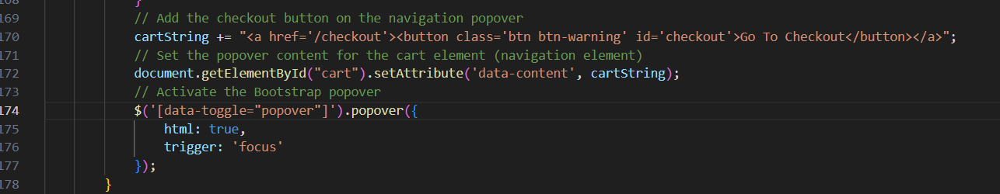 168 }
169 // Add the checkout button on the navigation popover
170 cartString += "<a href='/checkout'><button class='btn btn-warning' id='checkout'>Go To Checkout</button></a>";
171 // Set the popover content for the cart element (navigation element)
172 document.getElementById("cart").setAttribute('data-content', cartString);
173 // Activate the Bootstrap popover
174 $('[data-toggle="popover"]').popover({
175 html: true,
176 trigger: 'focus'
177 });
178 }